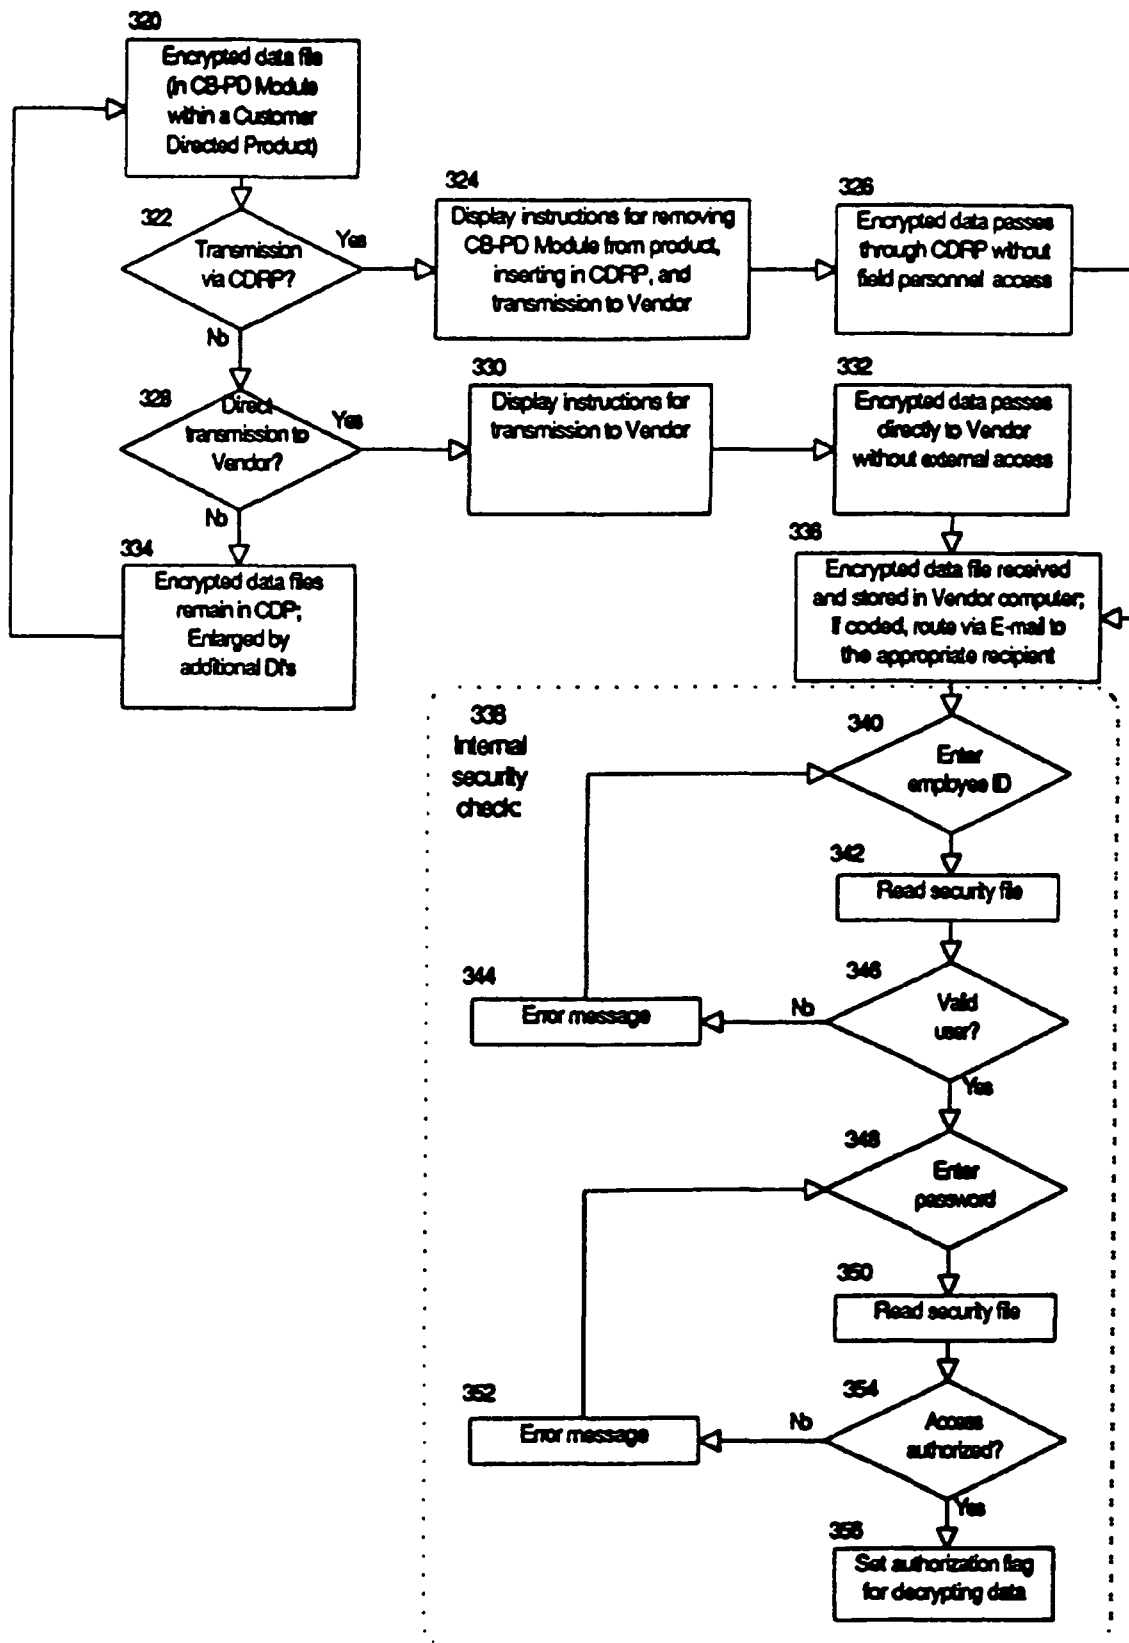 320
Encrypted data file
(in CB-PD Module
within a Customer
Directed Product)
322
Transmission
via CDRP?
Yes
No
324
Display instructions for removing
CB-PD Module from product,
inserting in CDRP, and
transmission to Vendor
326
Encrypted data passes
through CDRP without
field personnel access
328
Direct
transmission to
Vendor?
Yes
No
330
Display instructions for
transmission to Vendor
332
Encrypted data passes
directly to Vendor
without external access
334
Encrypted data files
remain in CDP;
Enlarged by
additional DI's
336
Encrypted data file received
and stored in Vendor computer;
If coded, route via E-mail to
the appropriate recipient
338
Internal
security
check:
340
Enter
employee ID
342
Read security file
344
Error message
346
Valid
user?
No
Yes
348
Enter
password
350
Read security file
352
Error message
354
Access
authorized?
No
Yes
356
Set authorization flag
for decrypting data